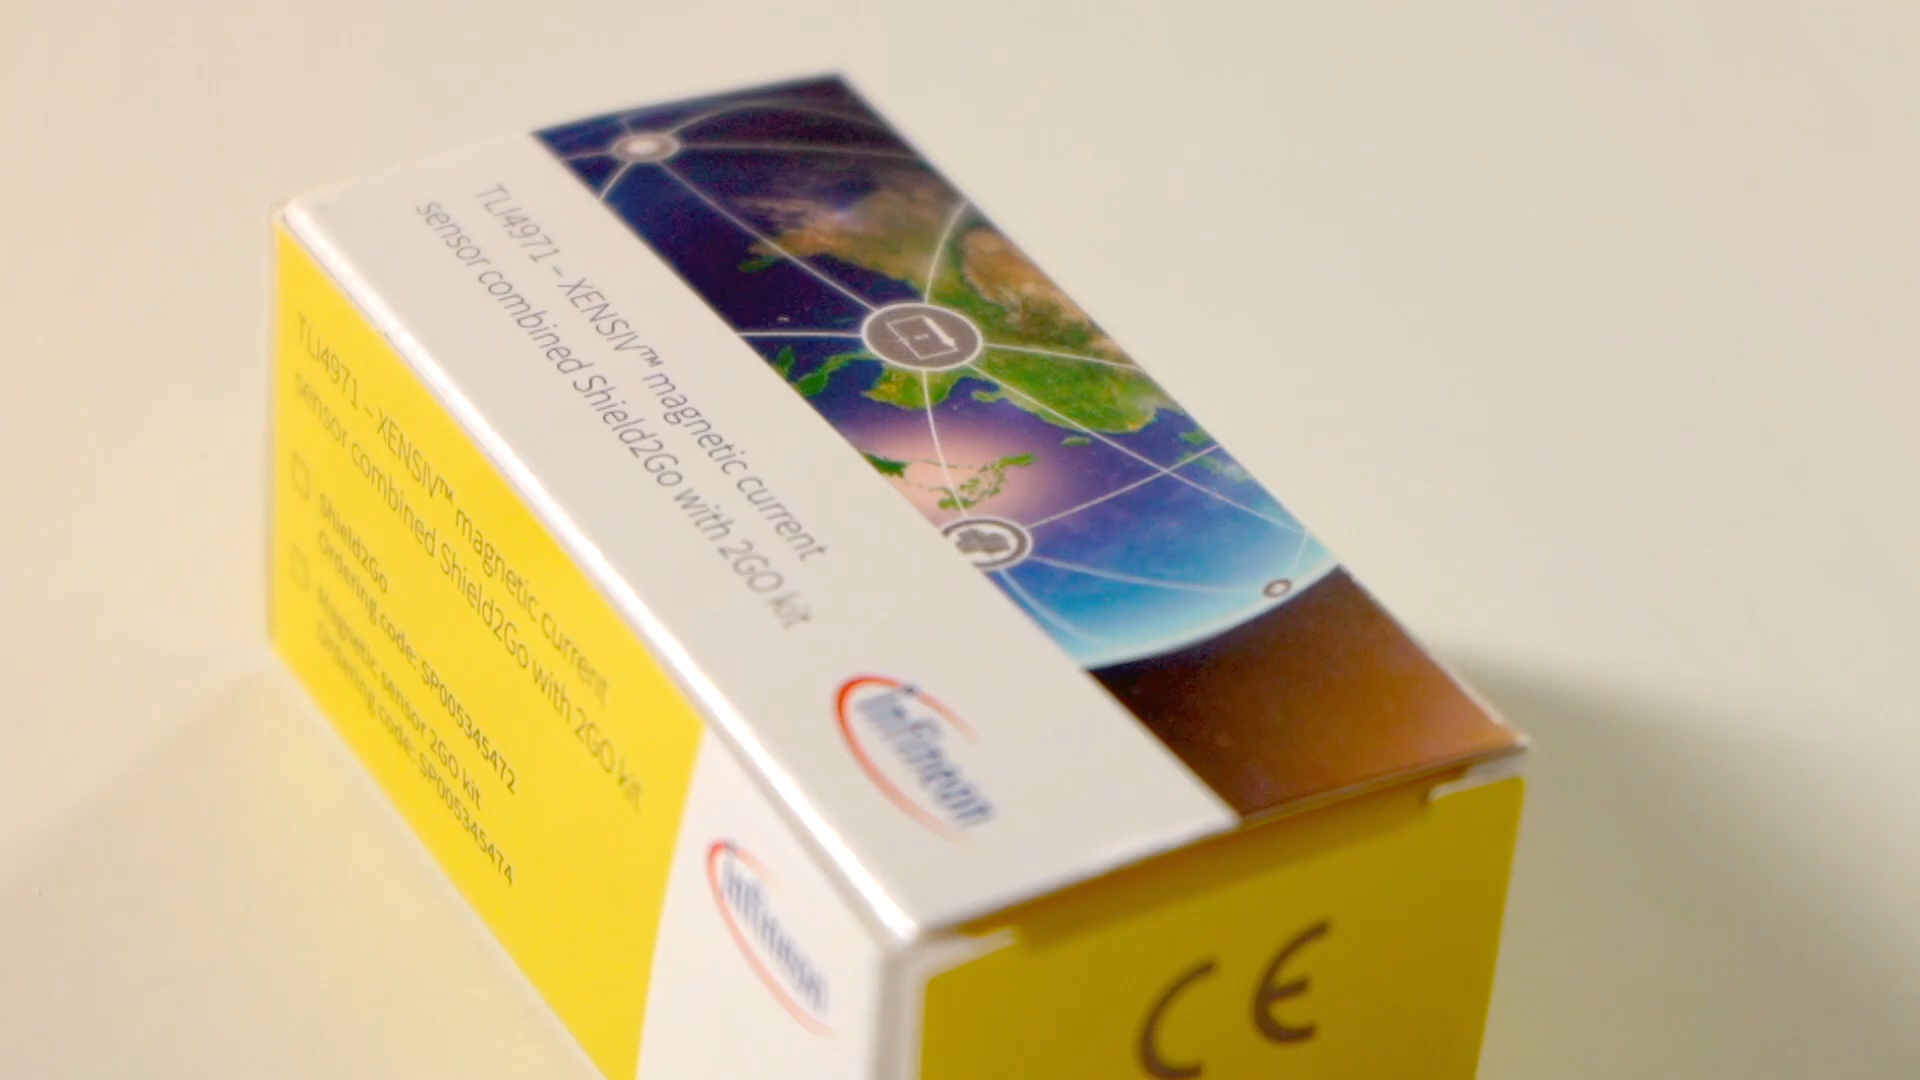 TLI4971 – XENSIV™ magnetic current
sensor combined Shield2Go with 2GO kit
infineon
TLI4971 – XENSIV™ magnetic current
sensor combined Shield2Go with 2GO kit
Shield2Go
Ordering code: SP005345472
Magnetic sensor 2GO kit
Ordering code: SP005345474
infineon
CE